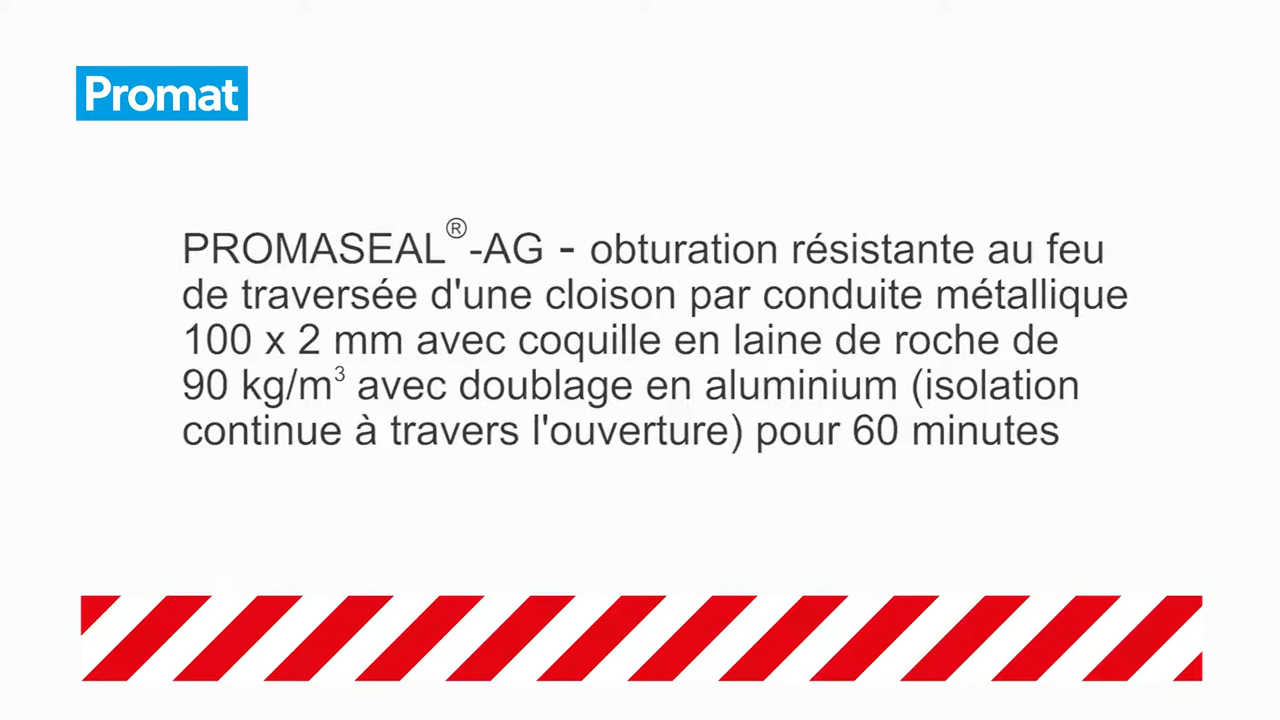 Promat
PROMASEAL®-AG - obturation résistante au feu
de traversée d'une cloison par conduite métallique
100 x 2 mm avec coquille en laine de roche de
90 kg/m³ avec doublage en aluminium (isolation
continue à travers l'ouverture) pour 60 minutes